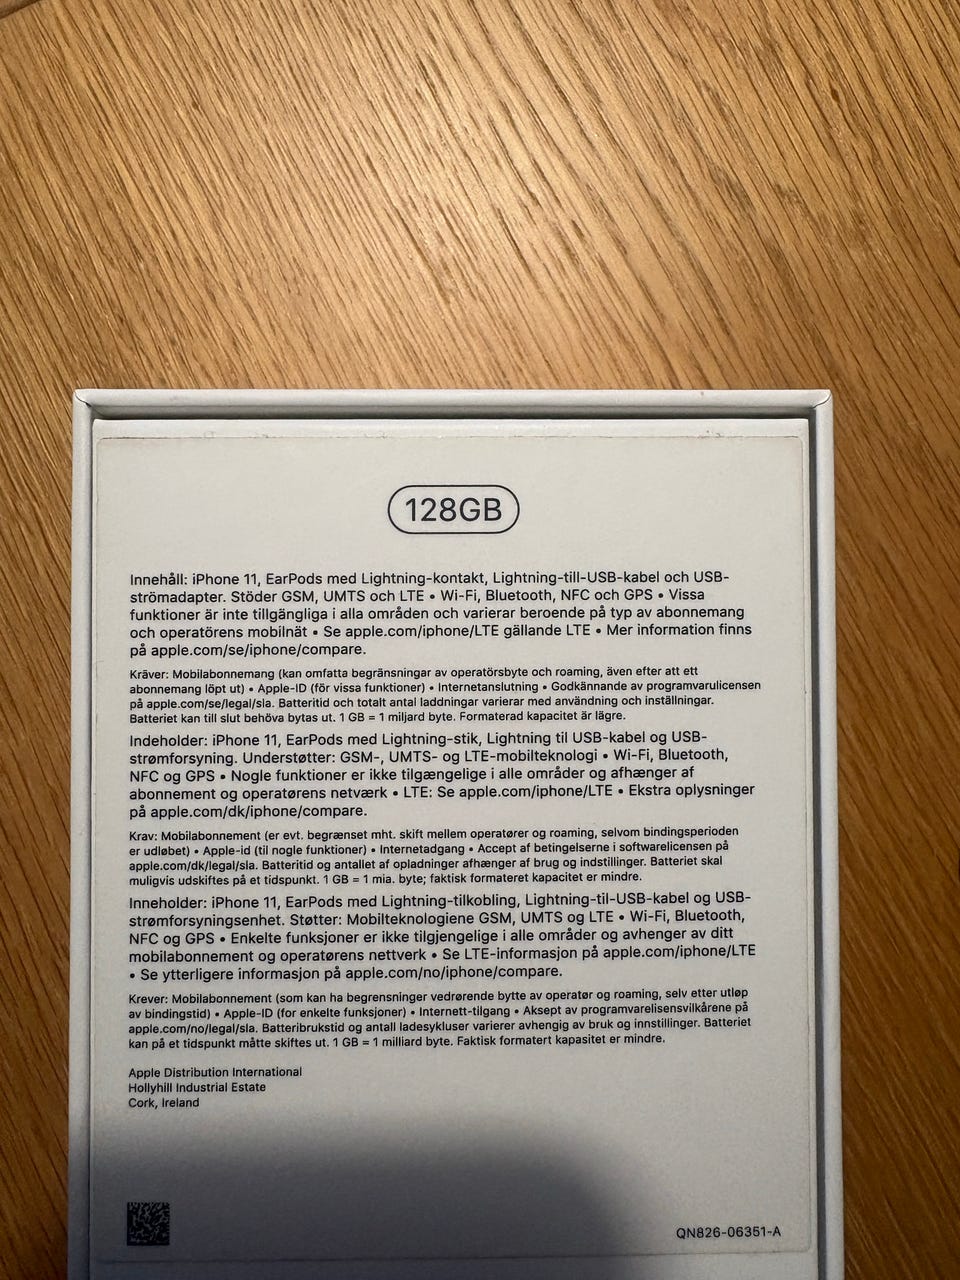 128GB
Innehåll: iPhone 11, EarPods med Lightning-kontakt, Lightning-till-USB-kabel och USB-
strömadapter. Stöder GSM, UMTS och LTE • Wi-Fi, Bluetooth, NFC och GPS • Vissa
funktioner är inte tillgängliga i alla områden och varierar beroende på typ av abonnemang
och operatörens mobilnät • Se apple.com/iphone/LTE gällande LTE • Mer information finns
på apple.com/se/iphone/compare.
Kräver: Mobilabonnemang (kan omfatta begränsningar av operatörsbyte och roaming, även efter att ett
abonnemang löpt ut) • Apple-ID (för vissa funktioner) • Internetanslutning • Godkännande av programvarulicensen
på apple.com/se/legal/sla. Batteritid och totalt antal laddningar varierar med användning och inställningar.
Batteriet kan till slut behöva bytas ut. 1 GB = 1 miljard byte. Formaterad kapacitet är lägre.
Indeholder: iPhone 11, EarPods med Lightning-stik, Lightning til USB-kabel og USB-
strømforsyning. Understøtter: GSM-, UMTS- og LTE-mobilteknologi • Wi-Fi, Bluetooth,
NFC og GPS • Nogle funktioner er ikke tilgængelige i alle områder og afhænger af
abonnement og operatørens netværk • LTE: Se apple.com/iphone/LTE • Ekstra oplysninger
på apple.com/dk/iphone/compare.
Krav: Mobilabonnement (er evt. begrænset mht. skift mellem operatører og roaming, selvom bindingsperioden
er udløbet) • Apple-id (til nogle funktioner) • Internetadgang • Accept af betingelserne i softwarelicensen på
apple.com/dk/legal/sla. Batteritid og antallet af opladninger afhænger af brug og indstillinger. Batteriet skal
muligvis udskiftes på et tidspunkt. 1 GB = 1 mia. byte; faktisk formateret kapacitet er mindre.
Inneholder: iPhone 11, EarPods med Lightning-tilkobling, Lightning-til-USB-kabel og USB-
strømforsyningsenhet. Støtter: Mobilteknologiene GSM, UMTS og LTE • Wi-Fi, Bluetooth,
NFC og GPS • Enkelte funksjoner er ikke tilgjengelige i alle områder og avhenger av ditt
mobilabonnement og operatørens nettverk • Se LTE-informasjon på apple.com/iphone/LTE
• Se ytterligere informasjon på apple.com/no/iphone/compare.
Krever: Mobilabonnement (som kan ha begrensninger vedrørende bytte av operatør og roaming, selv etter utløp
av bindingstid) • Apple-ID (for enkelte funksjoner) • Internett-tilgang • Aksept av programvarelisensvilkårene på
apple.com/no/legal/sla. Batteribrukstid og antall ladesykluser varierer avhengig av bruk og innstillinger. Batteriet
kan på et tidspunkt måtte skiftes ut. 1 GB = 1 milliard byte. Faktisk formatert kapasitet er mindre.
Apple Distribution International
Hollyhill Industrial Estate
Cork, Ireland
QN826-06351-A